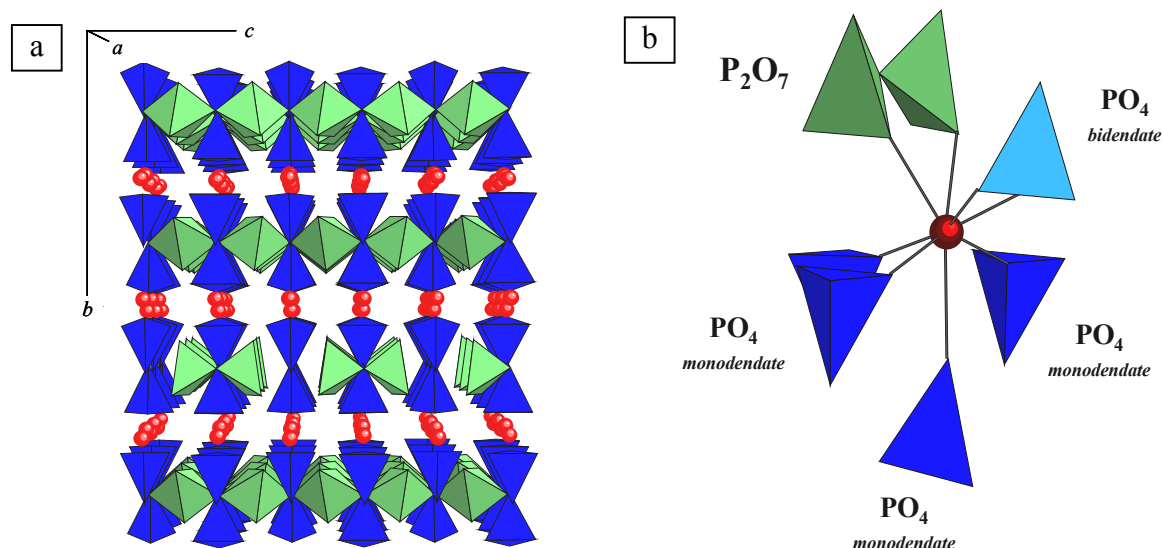 a
c
a
b
b
P2O7
PO4
bidendate
PO4
monodendate
PO4
monodendate
PO4
monodendate